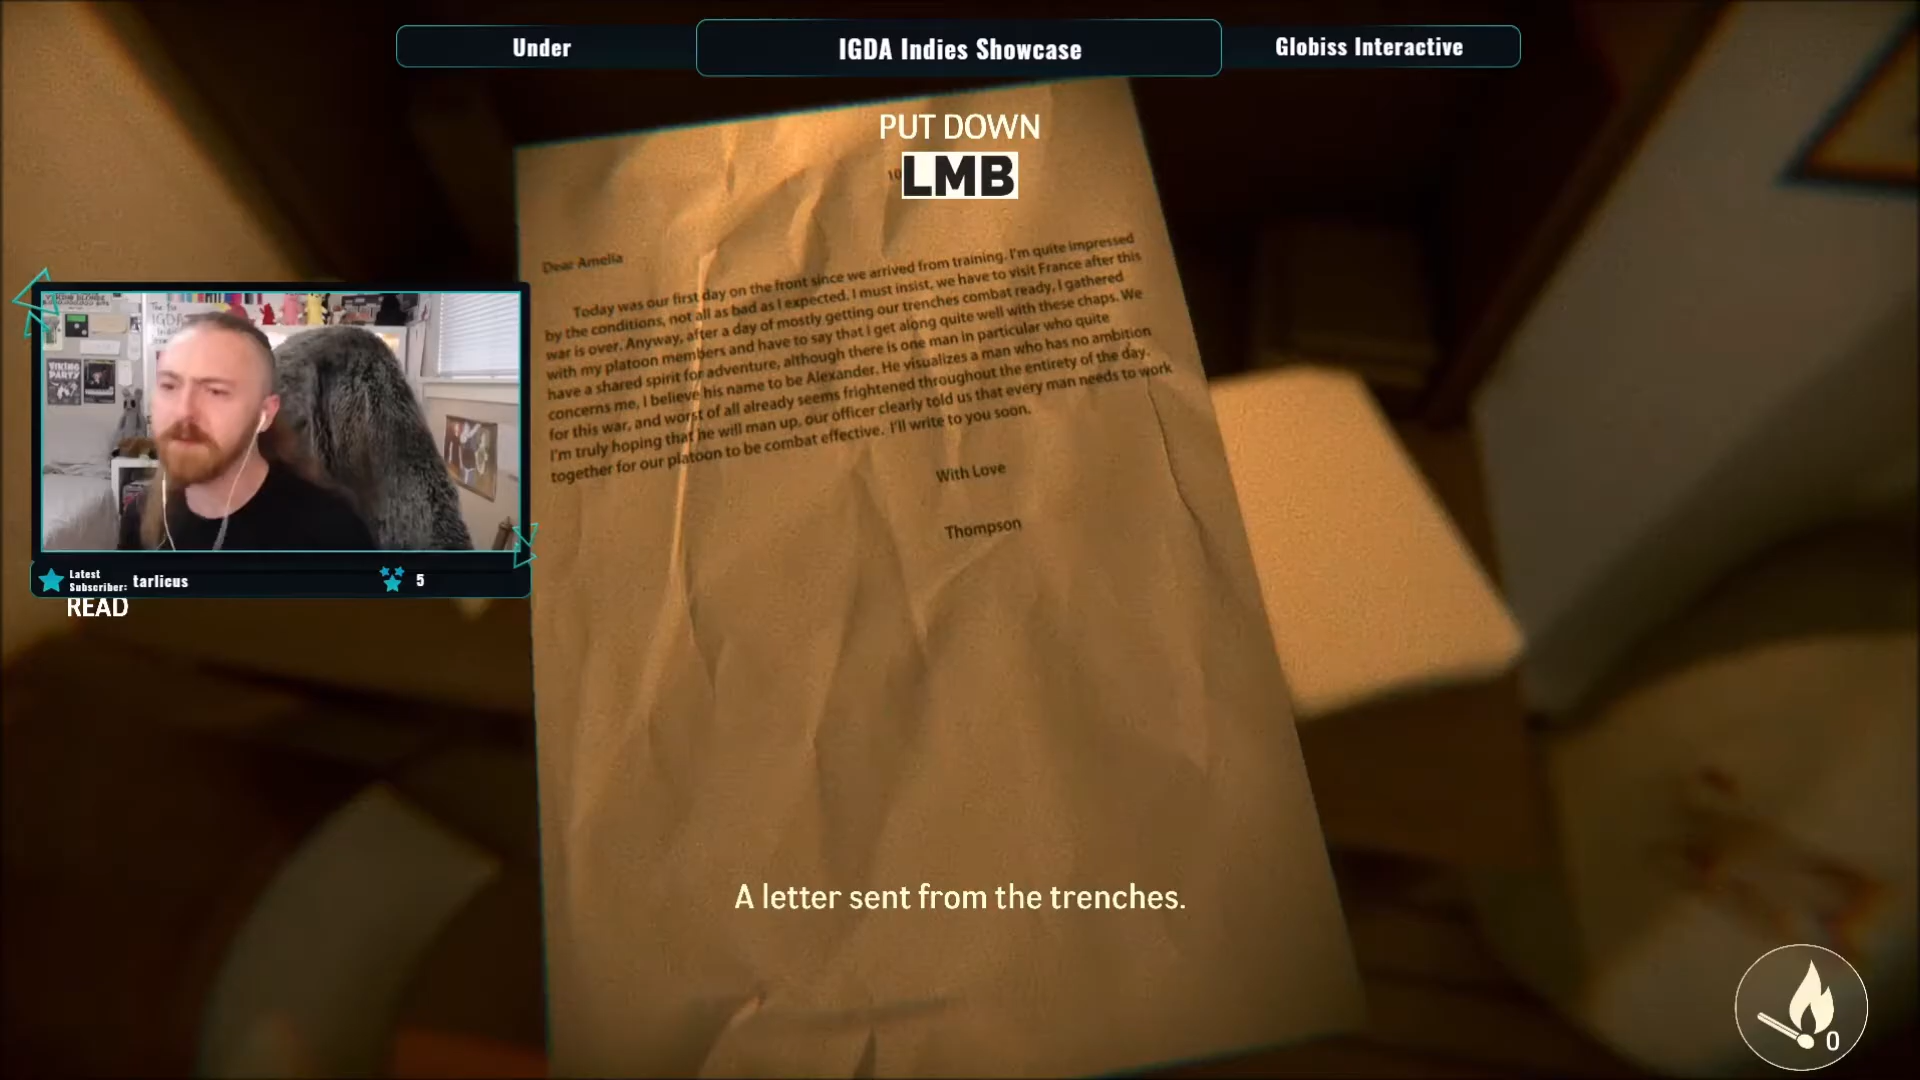 Under
IGDA Indies Showcase
Globiss Interactive
PUT DOWN
10
LMB
Dear Amelia
Today was our first day on the front since we arrived from training. I'm quite impressed
by the conditions, not all as bad as I expected. I must insist, we have to visit France after this
war is over. Anyway, after a day of mostly getting our trenches combat ready, I gathered
with my platoon members and have to say that I get along quite well with these chaps. We
have a shared spirit for adventure, although there is one man in particular who quite
concerns me, I believe his name to be Alexander. He visualizes a man who has no ambition
for this war, and worst of all already seems frightened throughout the entirety of the day.
I'm truly hoping that he will man up, our officer clearly told us that every man needs to work
together for our platoon to be combat effective. I'll write to you soon.
With Love
Thompson
VIKING
PARTY
IGDA
Latest
Subscriber: tarlicus
5
READ
A letter sent from the trenches.
0